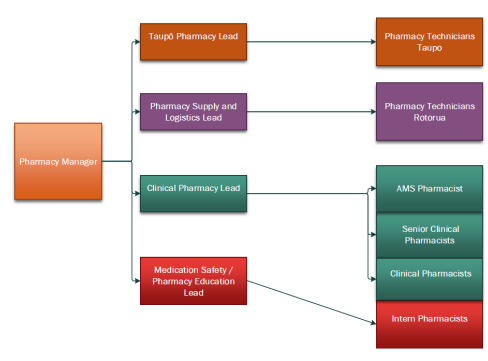 Pharmacy Manager
Taupō Pharmacy Lead
Pharmacy Technicians
Taupo
Pharmacy Supply and
Logistics Lead
Pharmacy Technicians
Rotorua
Clinical Pharmacy Lead
AMS Pharmacist
Senior Clinical
Pharmacists
Clinical Pharmacists
Medication Safety /
Pharmacy Education
Lead
Intern Pharmacists